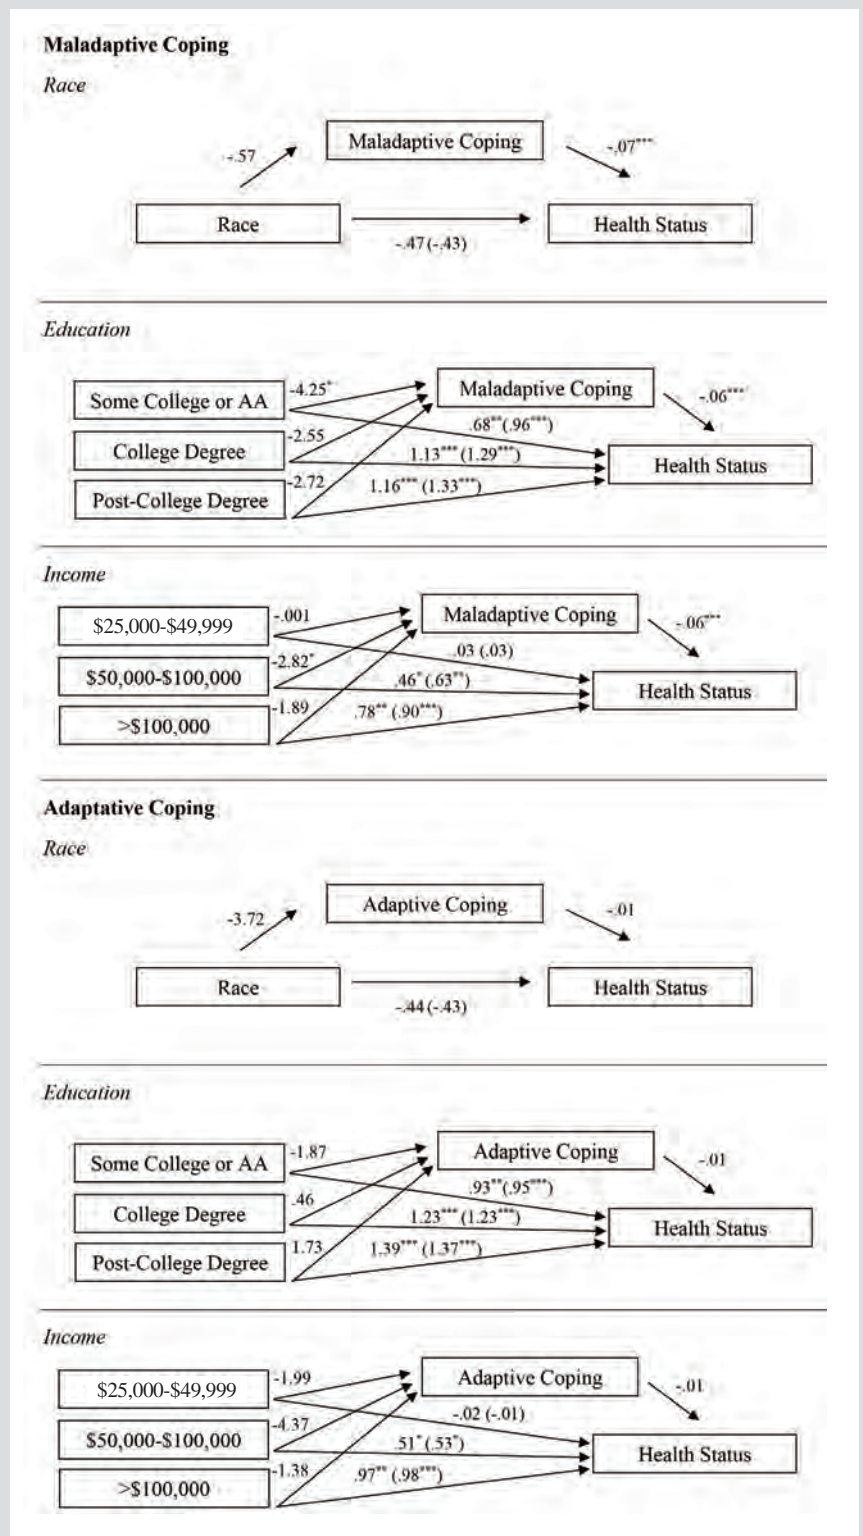 Maladaptive Coping
Race
Maladaptive Coping
-.57
-.07***
Race
Health Status
-.47(-.43)
Education
Maladaptive Coping
Some College or AA
-4.25*
-.06***
.68**(.96***)
College Degree
-2.55
1.13*** (1.29***)
Health Status
Post-College Degree
-2.72
1.16*** (1.33***)
Income
Maladaptive Coping
$25,000-$49,999
-.001
-.06***
.03 (.03)
$50,000-$100,000
-2.82*
.46* (.63**)
Health Status
>$100,000
-1.89
.78** (.90***)
Adaptative Coping
Race
Adaptive Coping
-3.72
-.01
Race
Health Status
-.44 (-.43)
Education
Adaptive Coping
Some College or AA
-1.87
-.01
.93**(.95***)
College Degree
.46
1.23*** (1.23***)
Health Status
Post-College Degree
1.73
1.39*** (1.37***)
Income
Adaptive Coping
$25,000-$49,999
-1.99
-.01
-.02 (-.01)
$50,000-$100,000
-4.37
.51* (.53*)
Health Status
>$100,000
-1.38
.97** (.98***)